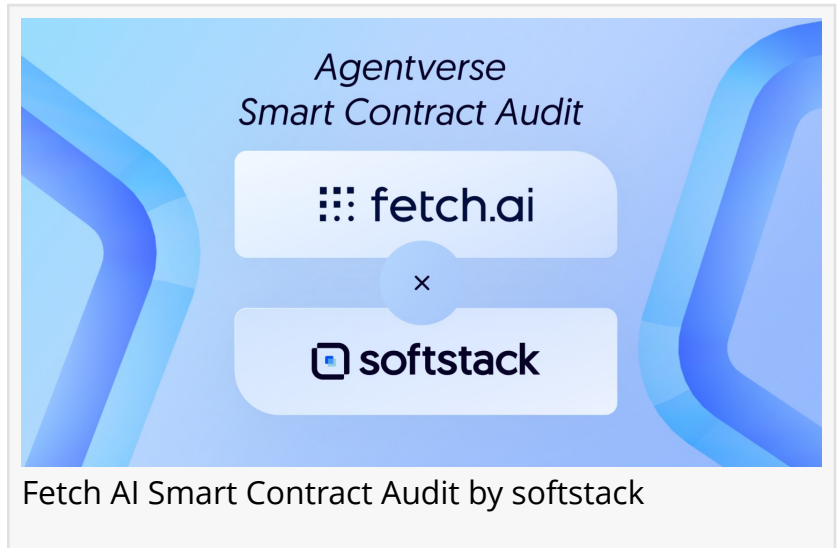 Agentverse
Smart Contract Audit
fetch.ai
×
softstack
Fetch AI Smart Contract Audit by softstack